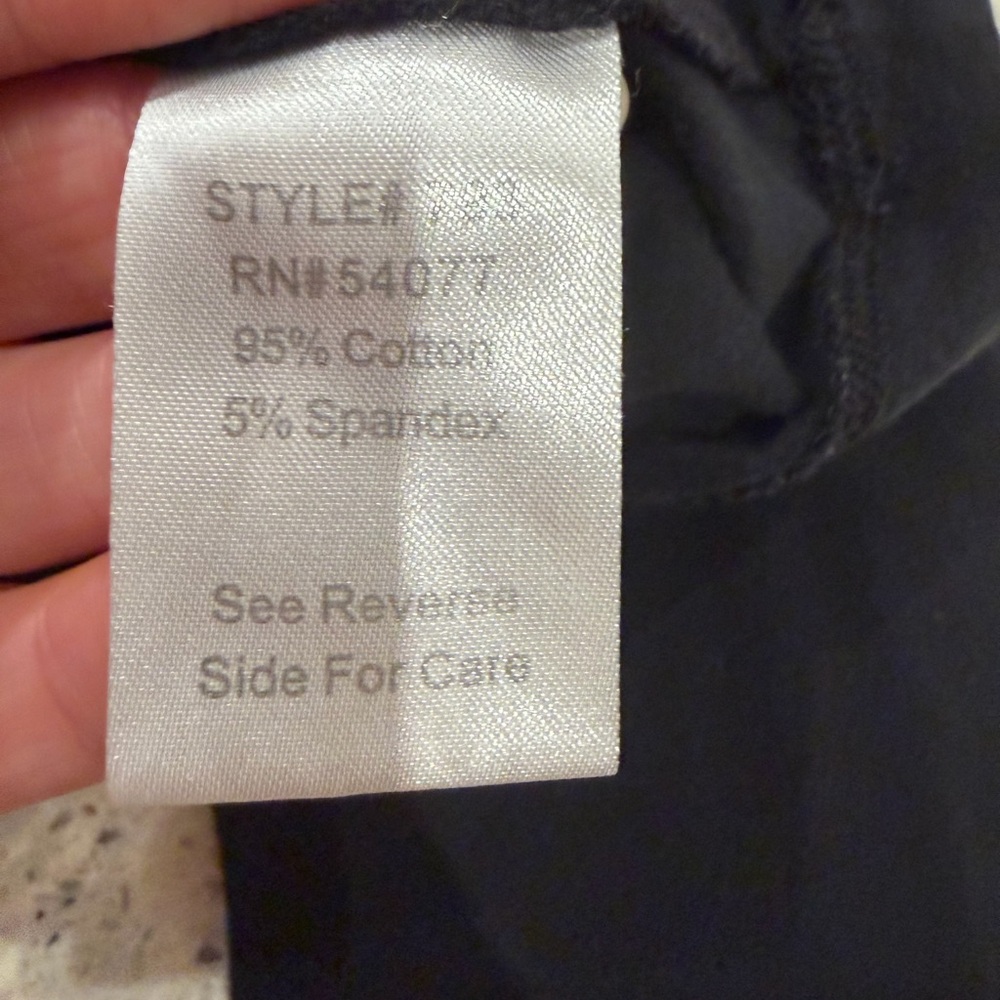 STYLE#
RN#54077
95% Cotton
5% Spandex
See Reverse
Side For Care